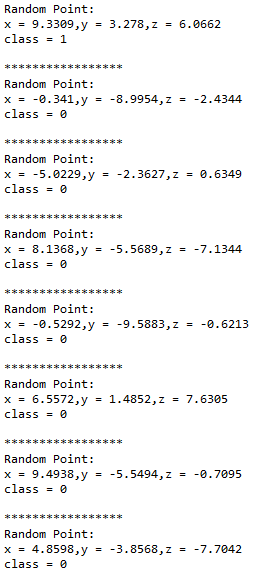 Random Point:
x = 9.3309,y = 3.278,z = 6.0662
class = 1
*****************
Random Point:
x = -0.341,y = -8.9954,z = -2.4344
class = 0
*****************
Random Point:
x = -5.0229,y = -2.3627,z = 0.6349
class = 0
*****************
Random Point:
x = 8.1368,y = -5.5689,z = -7.1344
class = 0
*****************
Random Point:
x = -0.5292,y = -9.5883,z = -0.6213
class = 0
*****************
Random Point:
x = 6.5572,y = 1.4852,z = 7.6305
class = 0
*****************
Random Point:
x = 9.4938,y = -5.5494,z = -0.7095
class = 0
*****************
Random Point:
x = 4.8598,y = -3.8568,z = -7.7042
class = 0